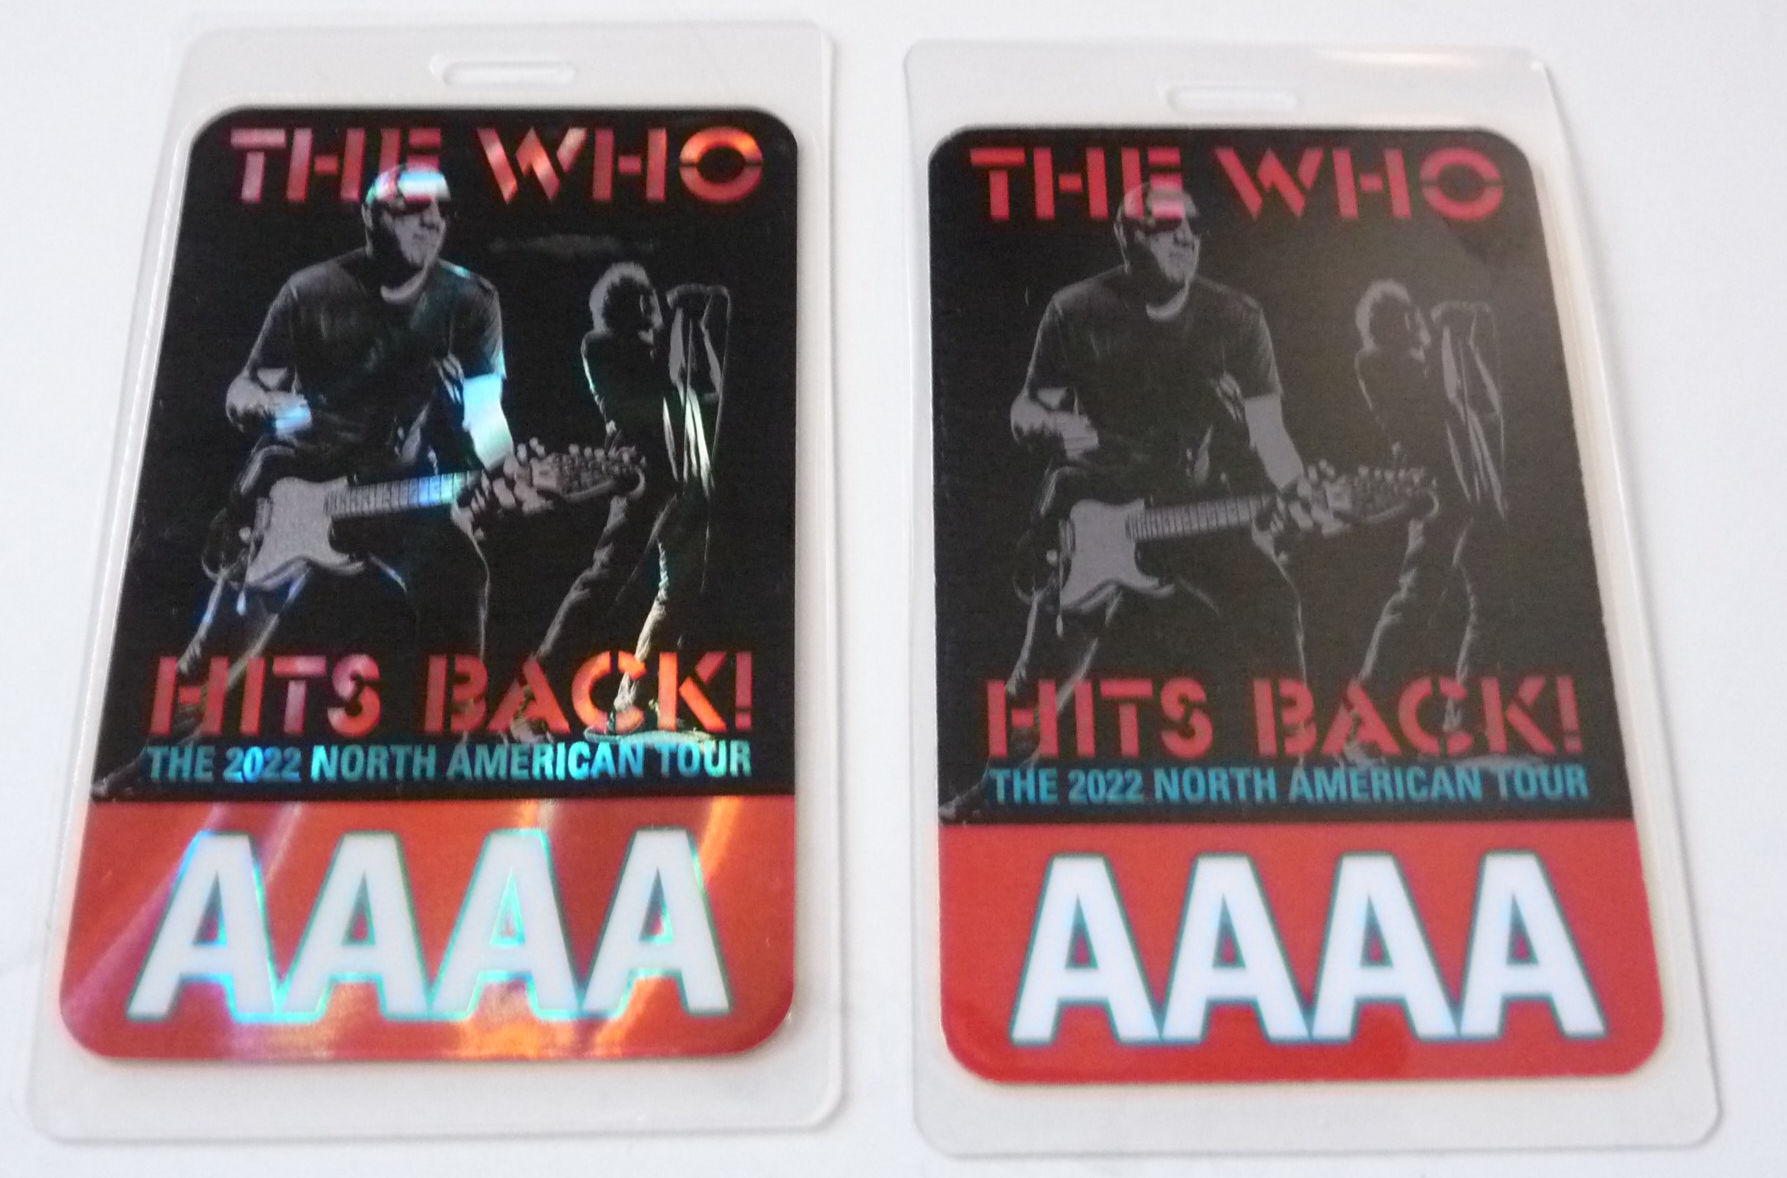 THE WHO
HITS BACK!
THE 2022 NORTH AMERICAN TOUR
AAAA
THE WHO
HITS BACK!
THE 2022 NORTH AMERICAN TOUR
AAAA